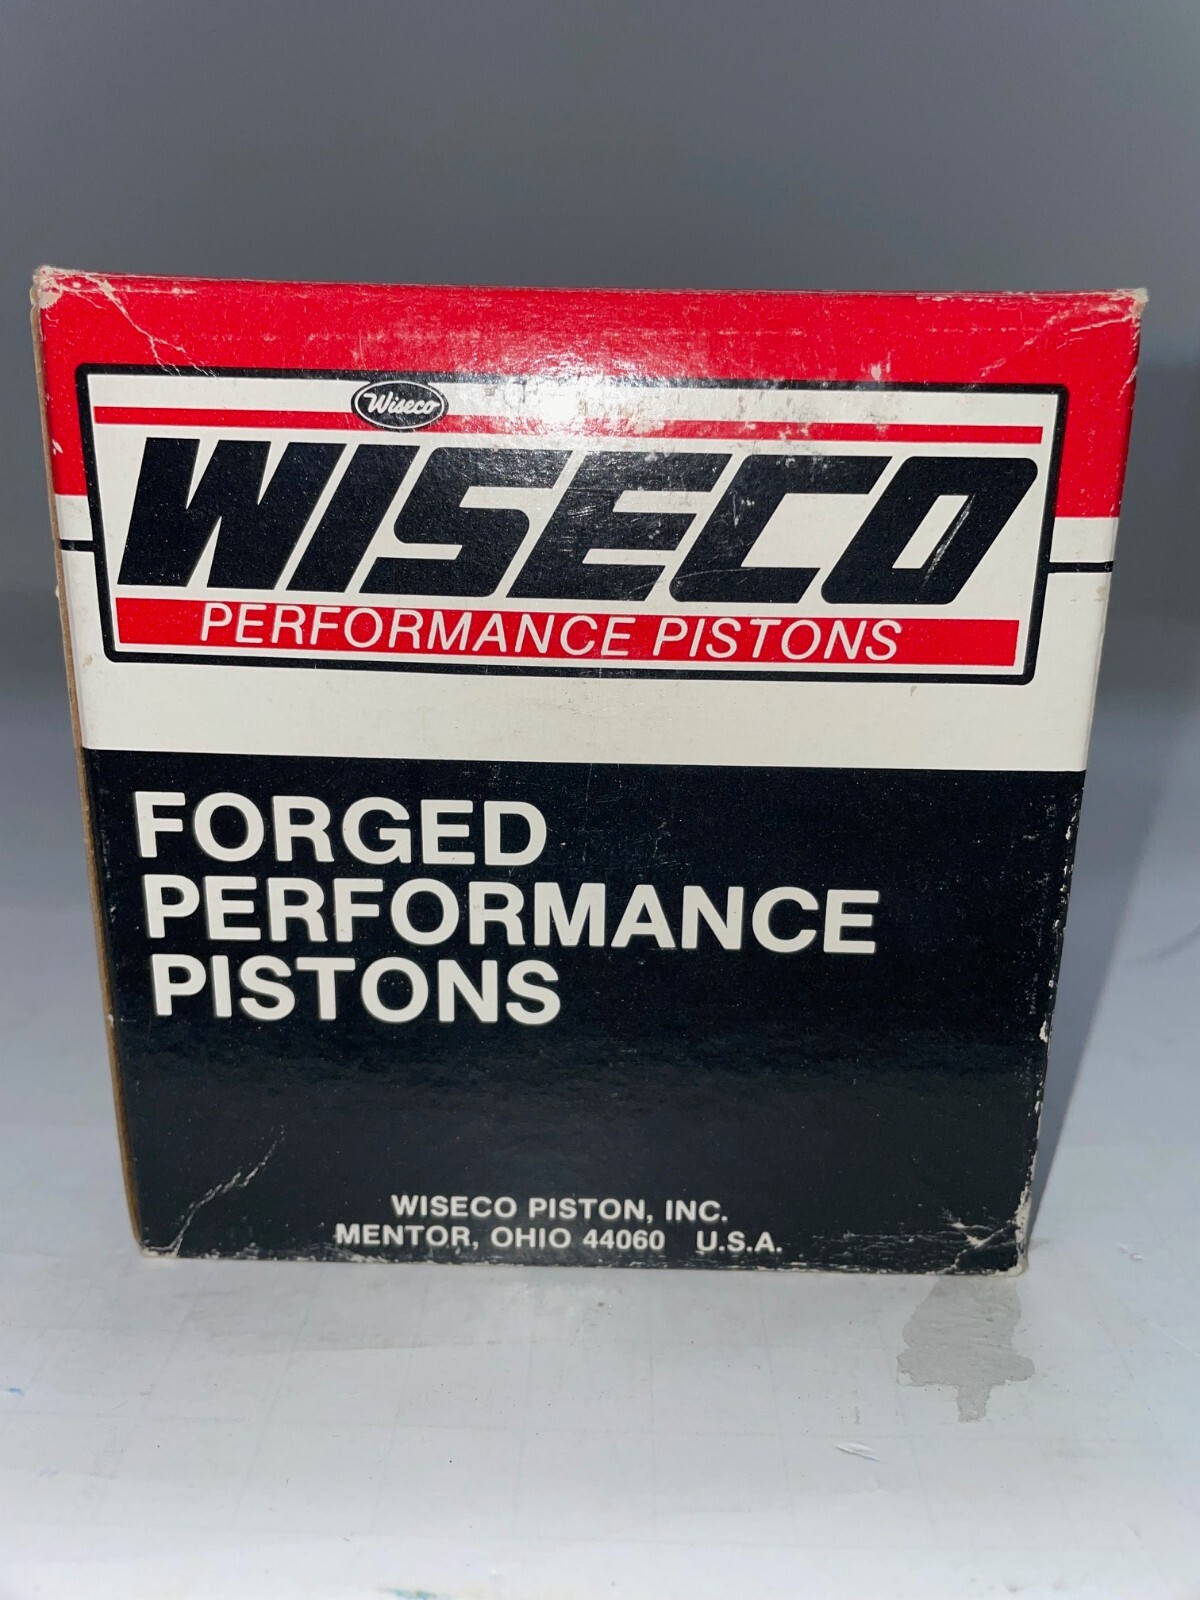 Wiseco
WISECO
PERFORMANCE PISTONS
FORGED
PERFORMANCE
PISTONS
WISECO PISTON, INC.
MENTOR, OHIO 44060 U.S.A.